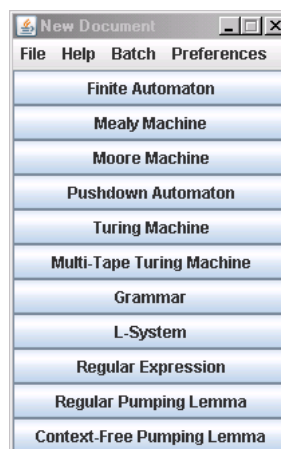 New Document
File Help Batch Preferences
Finite Automaton
Mealy Machine
Moore Machine
Pushdown Automaton
Turing Machine
Multi-Tape Turing Machine
Grammar
L-System
Regular Expression
Regular Pumping Lemma
Context-Free Pumping Lemma